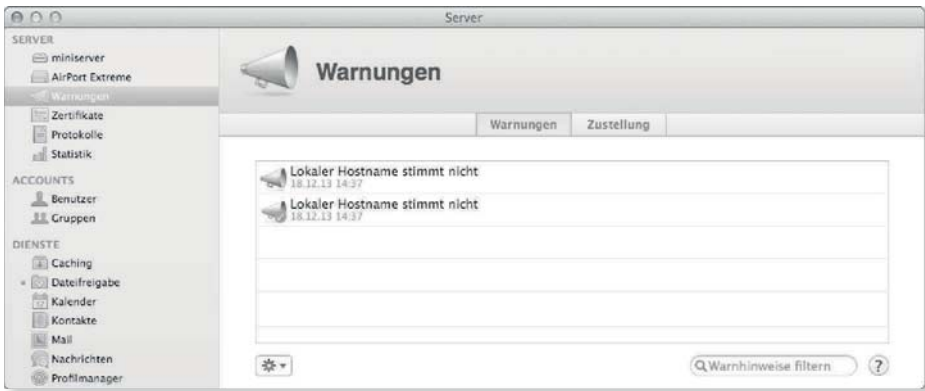 Server
SERVER
miniserver
AirPort Extreme
Warnungen
Zertifikate
Protokolle
Statistik
ACCOUNTS
Benutzer
Gruppen
DIENSTE
Caching
Dateifreigabe
Kalender
Kontakte
Mail
Nachrichten
Profilmanager
Warnungen
Warnungen Zustellung
Lokaler Hostname stimmt nicht
18.12.13 14:37
Lokaler Hostname stimmt nicht
18.12.13 14:37
Warnhinweise filtern ?